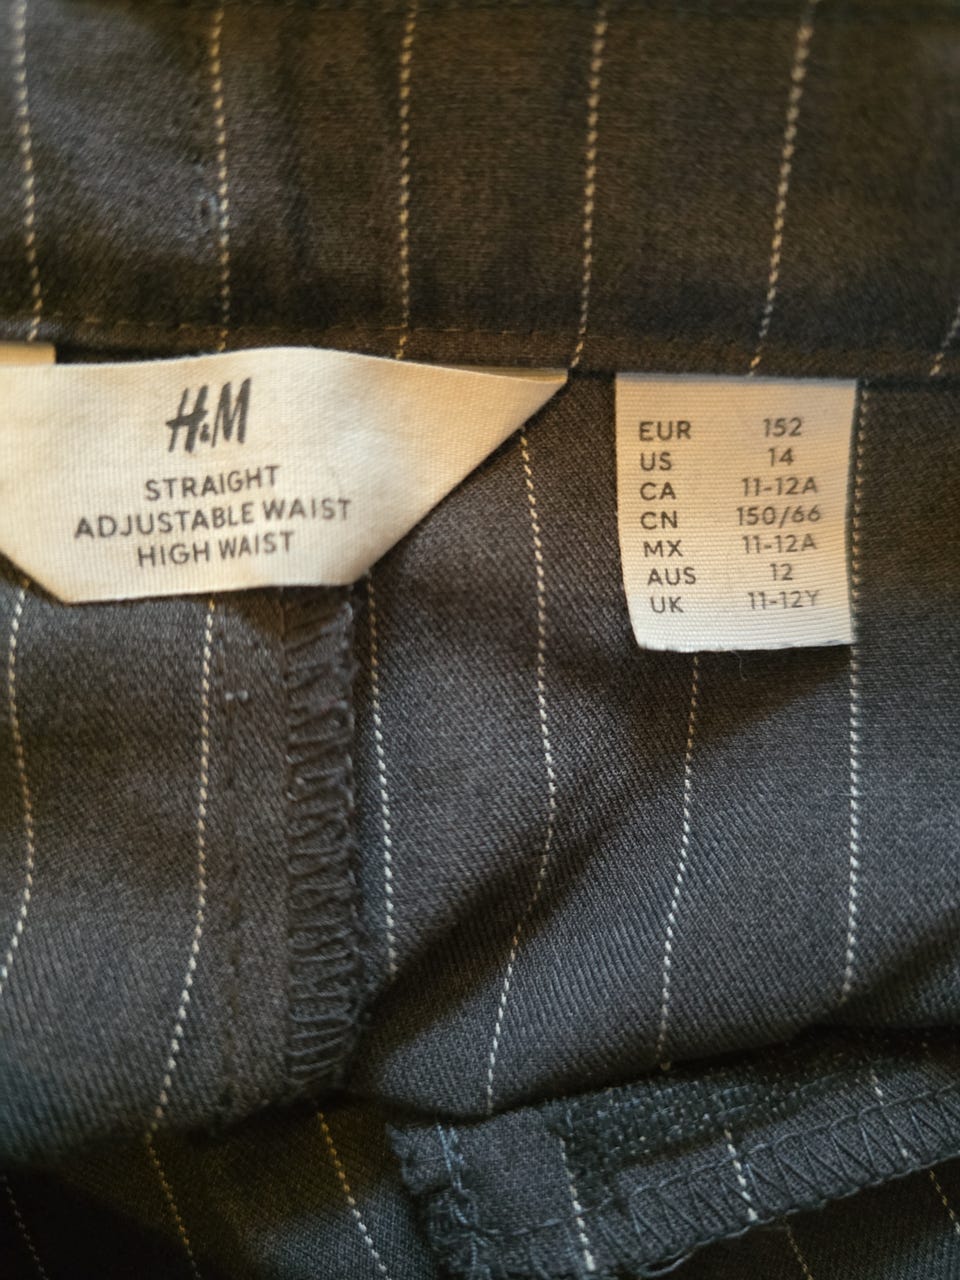 H&M
STRAIGHT
ADJUSTABLE WAIST
HIGH WAIST
EUR 152
US 14
CA 11-12A
CN 150/66
MX 11-12A
AUS 12
UK 11-12Y